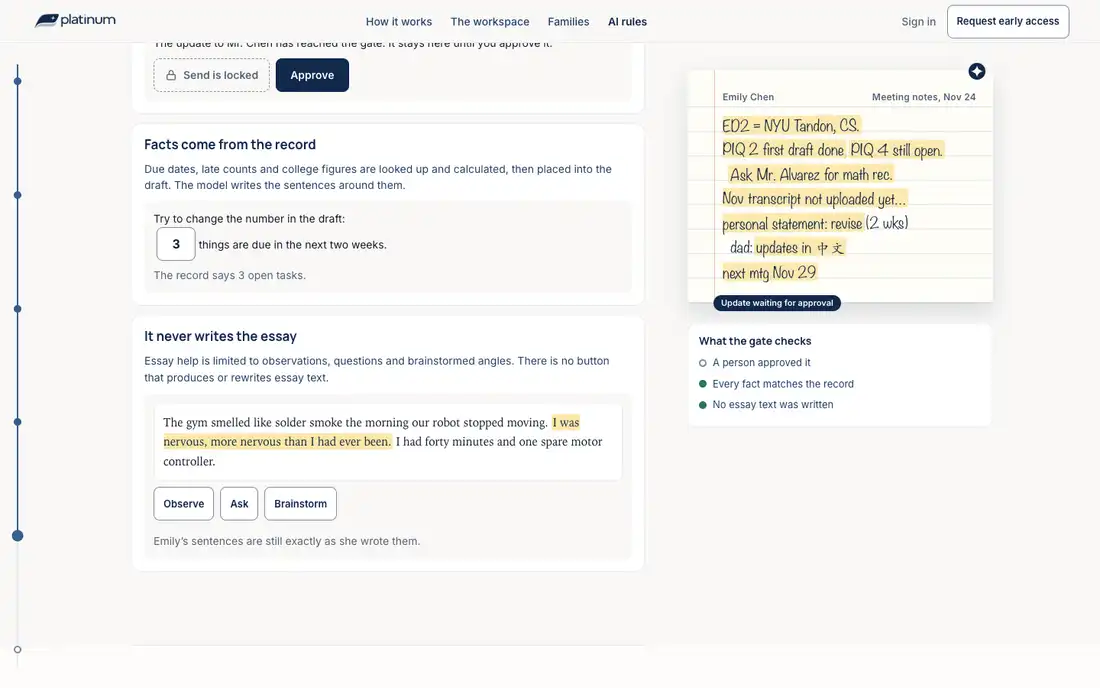 platinum
How it works
The workspace
Families
AI rules
Sign in
Request early access
The update to Mr. Chen has reached the gate. It stays here until you approve it.
Send is locked
Approve
Facts come from the record
Due dates, late counts and college figures are looked up and calculated, then placed into the
draft. The model writes the sentences around them.
Try to change the number in the draft:
3 things are due in the next two weeks.
The record says 3 open tasks.
It never writes the essay
Essay help is limited to observations, questions and brainstormed angles. There is no button
that produces or rewrites essay text.
The gym smelled like solder smoke the morning our robot stopped moving. I was
nervous, more nervous than I had ever been. I had forty minutes and one spare motor
controller.
Observe
Ask
Brainstorm
Emily’s sentences are still exactly as she wrote them.
Emily Chen
Meeting notes, Nov 24
ED2 = NYU Tandon, CS.
PIQ 2 first draft done, PIQ 4 still open.
Ask Mr. Alvarez for math rec.
Nov transcript not uploaded yet...
personal statement: revise (2 wks)
dad: updates in 中文
next mtg Nov 29
Update waiting for approval
What the gate checks
A person approved it
Every fact matches the record
No essay text was written